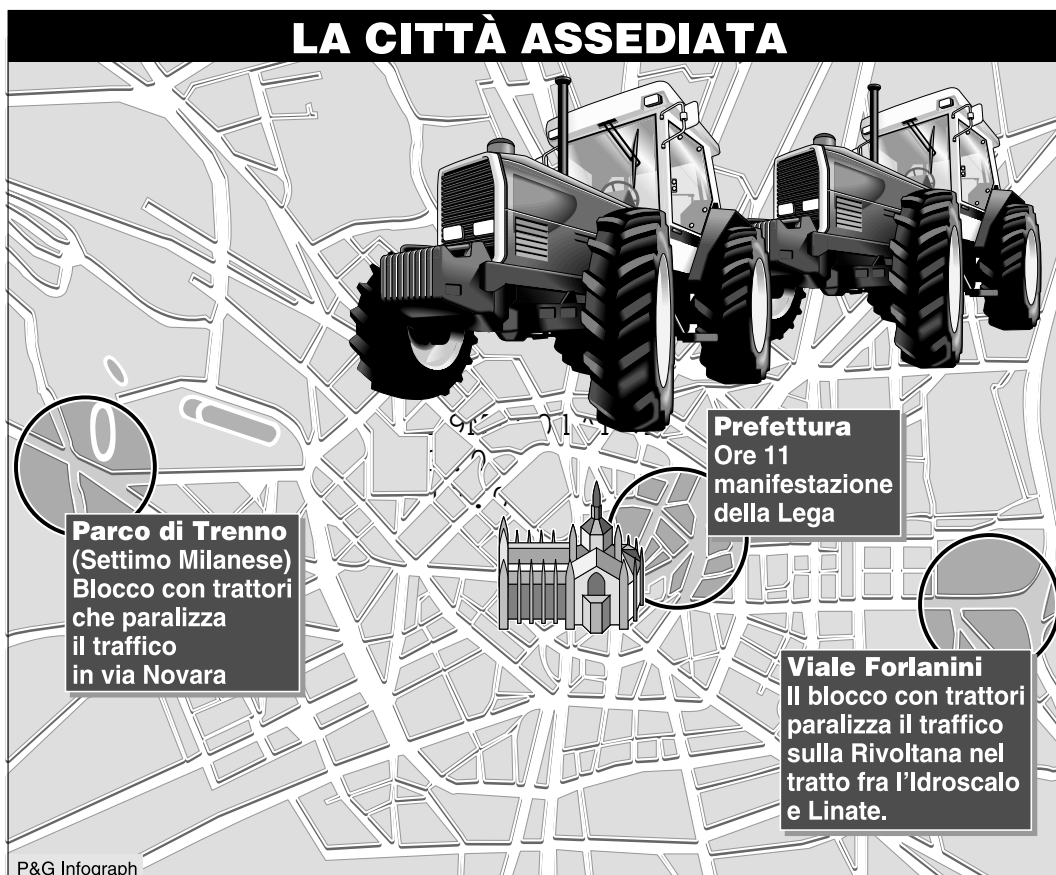 LA CITTÀ ASSEDIATA
Prefettura
Ore 11
manifestazione
della Lega
Parco di Trenno
(Settimo Milanese)
Blocco con trattori
che paralizza
il traffico
in via Novara
Viale Forlanini
Il blocco con trattori
paralizza il traffico
sulla Rivoltana nel
tratto fra l'Idroscalo
e Linate.
P&G Infograph